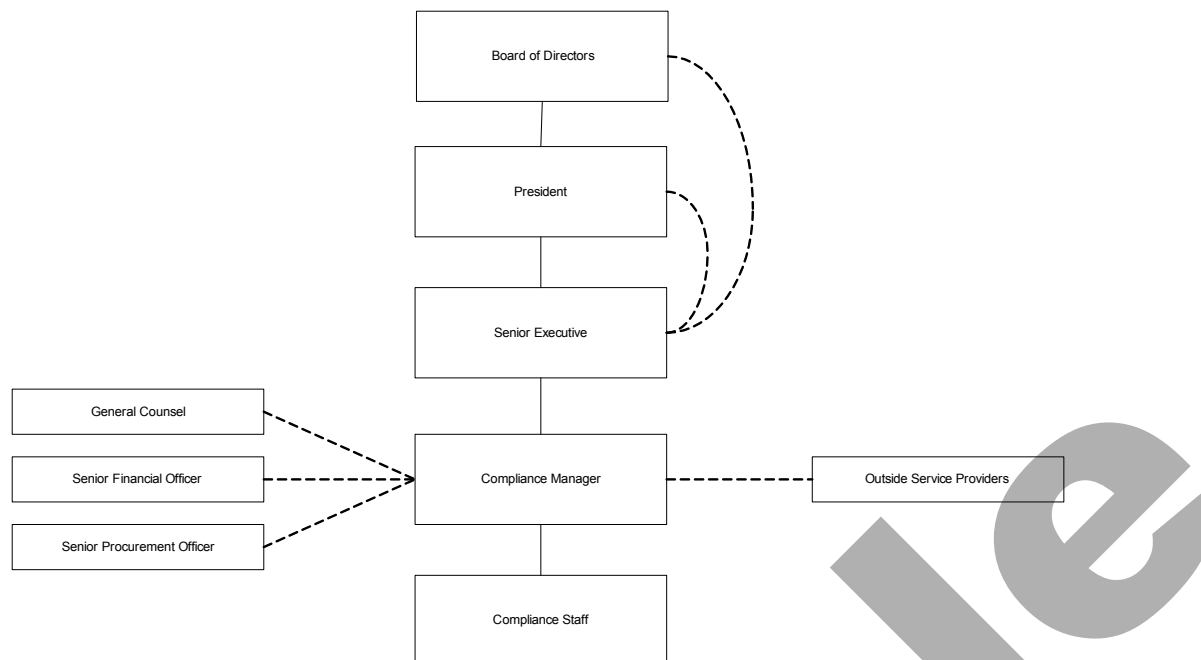 Board of Directors
President
Senior Executive
General Counsel
Senior Financial Officer
Compliance Manager
Outside Service Providers
Senior Procurement Officer
Compliance Staff
le